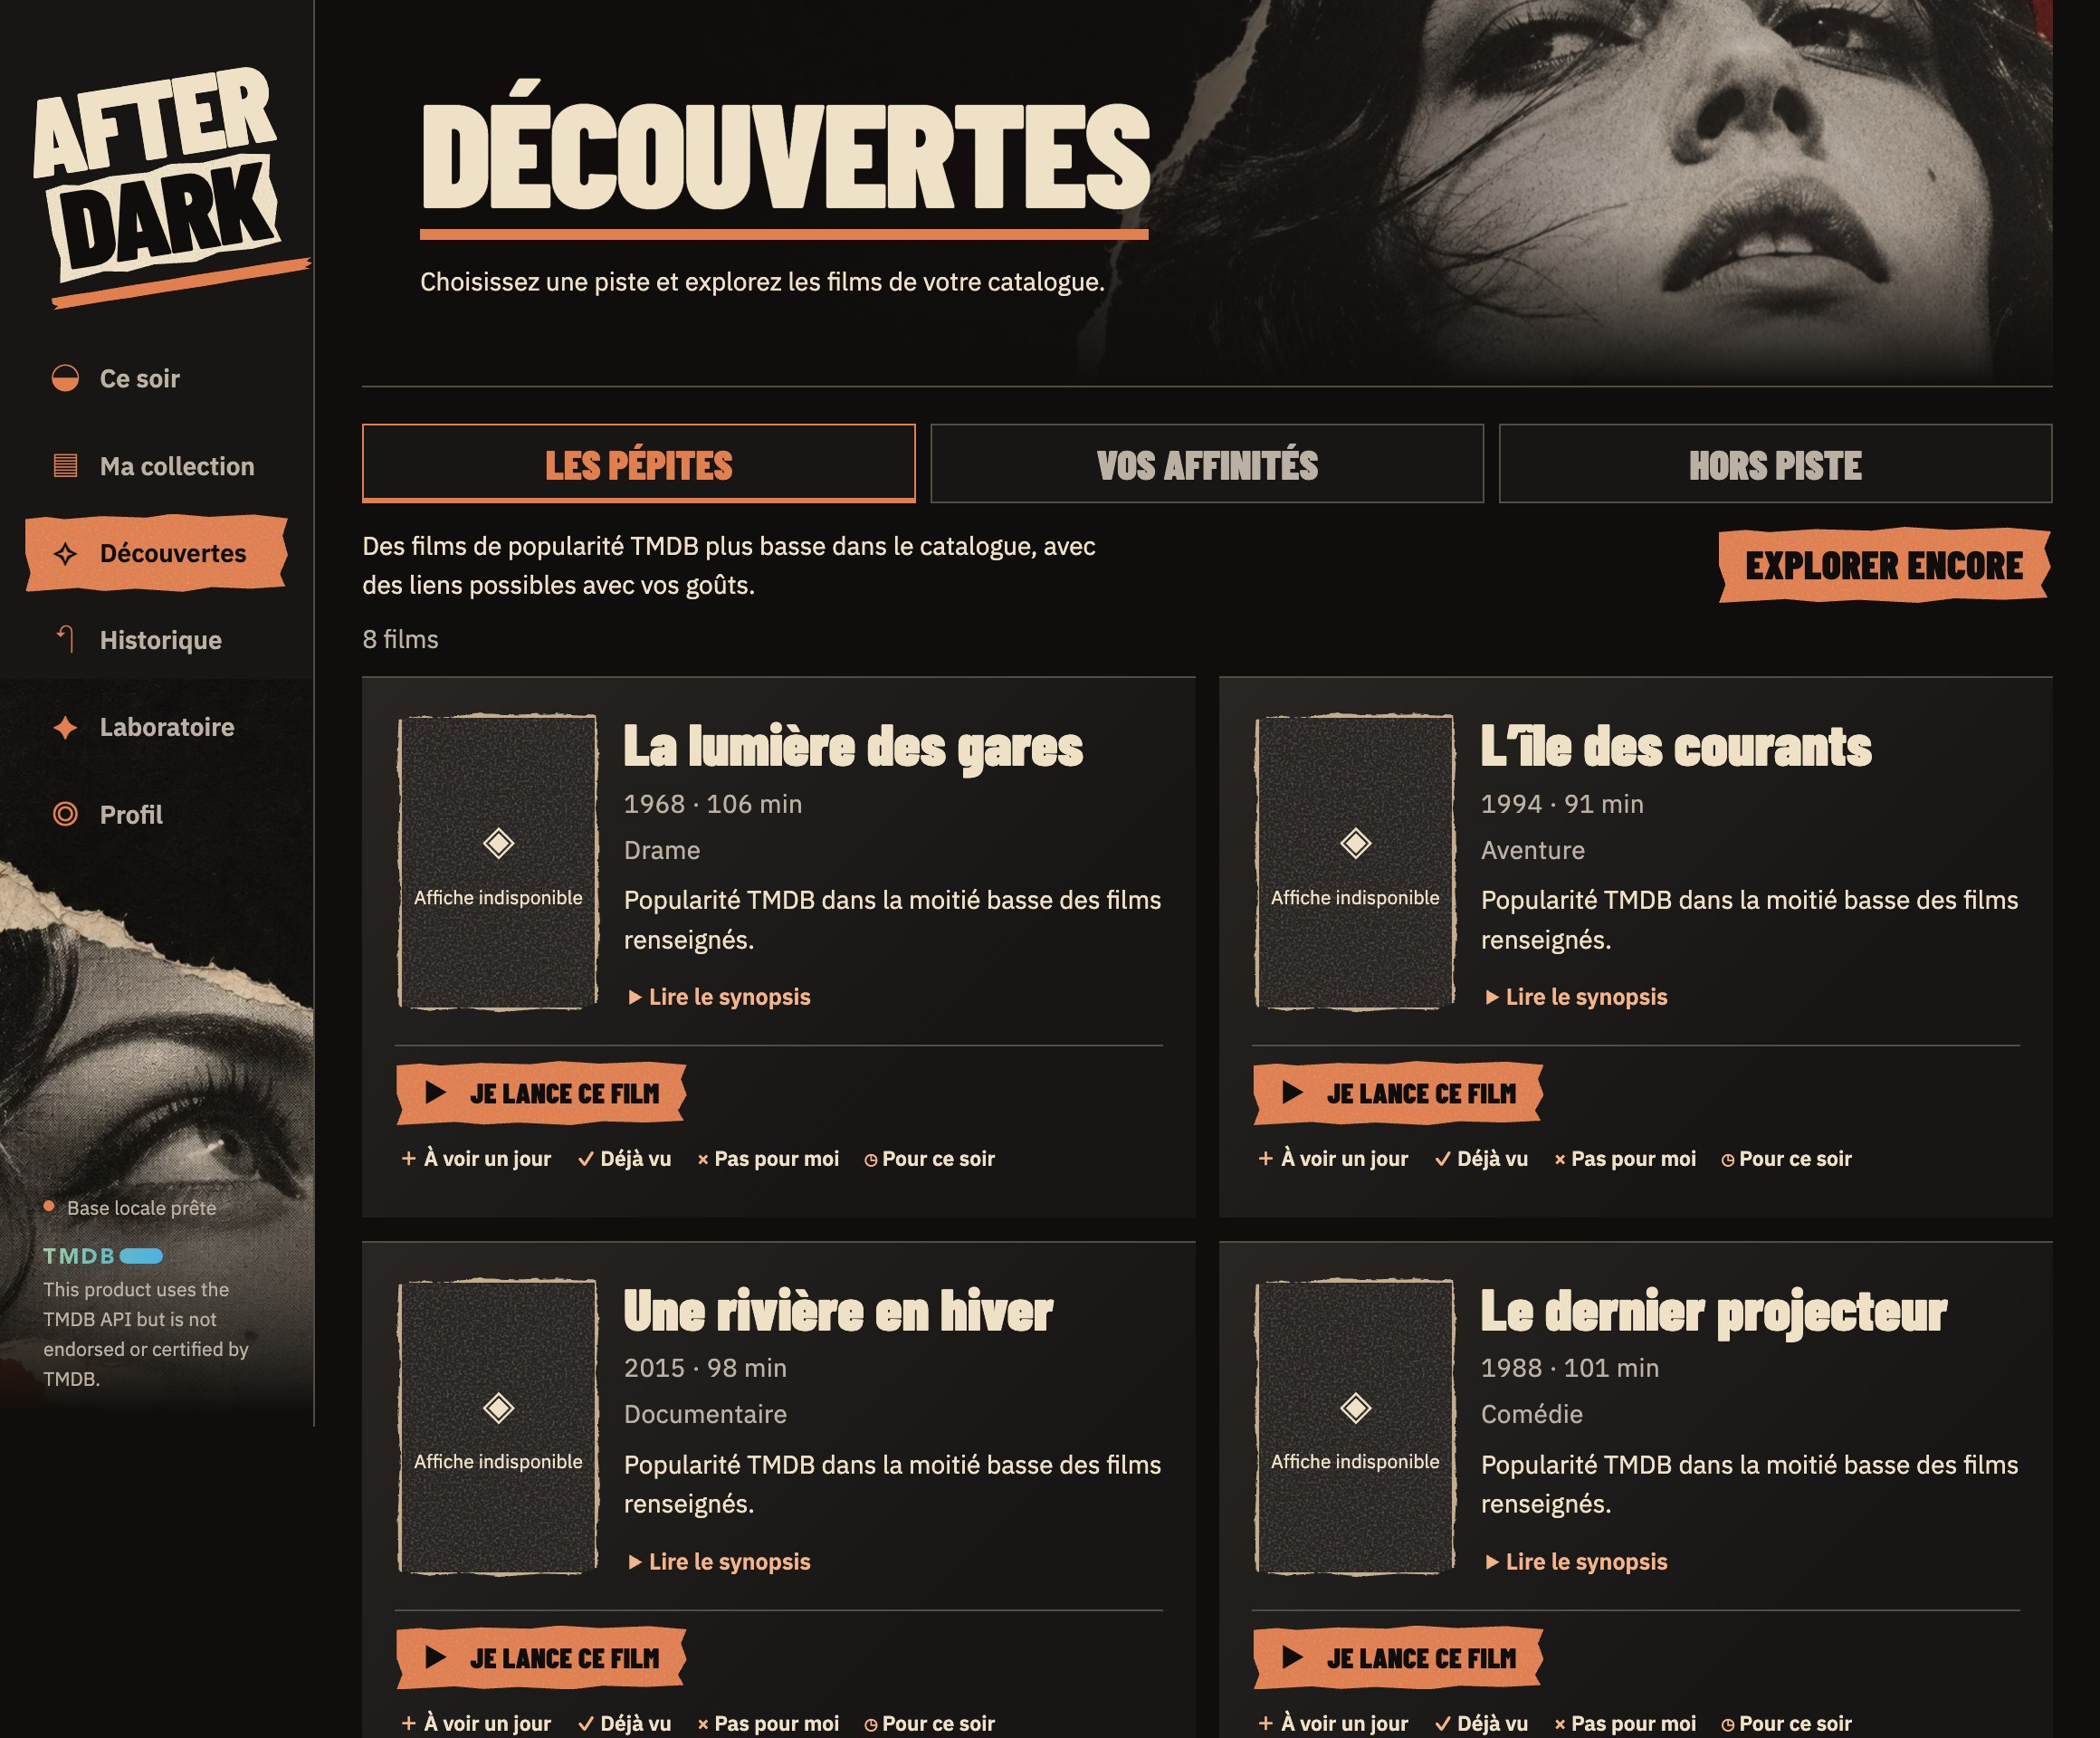 AFTER
DARK
Ce soir
Ma collection
Découvertes
Historique
Laboratoire
Profil
Base locale prête
TMDB
This product uses the
TMDB API but is not
endorsed or certified by
TMDB.
DÉCOUVERTES
Choisissez une piste et explorez les films de votre catalogue.
LES PÉPITES
VOS AFFINITÉS
HORS PISTE
Des films de popularité TMDB plus basse dans le catalogue, avec
des liens possibles avec vos goûts.
EXPLORER ENCORE
8 films
Affiche indisponible
La lumière des gares
1968 · 106 min
Drame
Popularité TMDB dans la moitié basse des films
renseignés.
Lire le synopsis
JE LANCE CE FILM
+ À voir un jour ✓ Déjà vu × Pas pour moi ◷ Pour ce soir
Affiche indisponible
L'île des courants
1994 · 91 min
Aventure
Popularité TMDB dans la moitié basse des films
renseignés.
Lire le synopsis
JE LANCE CE FILM
+ À voir un jour ✓ Déjà vu × Pas pour moi ◷ Pour ce soir
Affiche indisponible
Une rivière en hiver
2015 · 98 min
Documentaire
Popularité TMDB dans la moitié basse des films
renseignés.
Lire le synopsis
JE LANCE CE FILM
+ À voir un jour ✓ Déjà vu × Pas pour moi ◷ Pour ce soir
Affiche indisponible
Le dernier projecteur
1988 · 101 min
Comédie
Popularité TMDB dans la moitié basse des films
renseignés.
Lire le synopsis
JE LANCE CE FILM
+ À voir un jour ✓ Déjà vu × Pas pour moi ◷ Pour ce soir